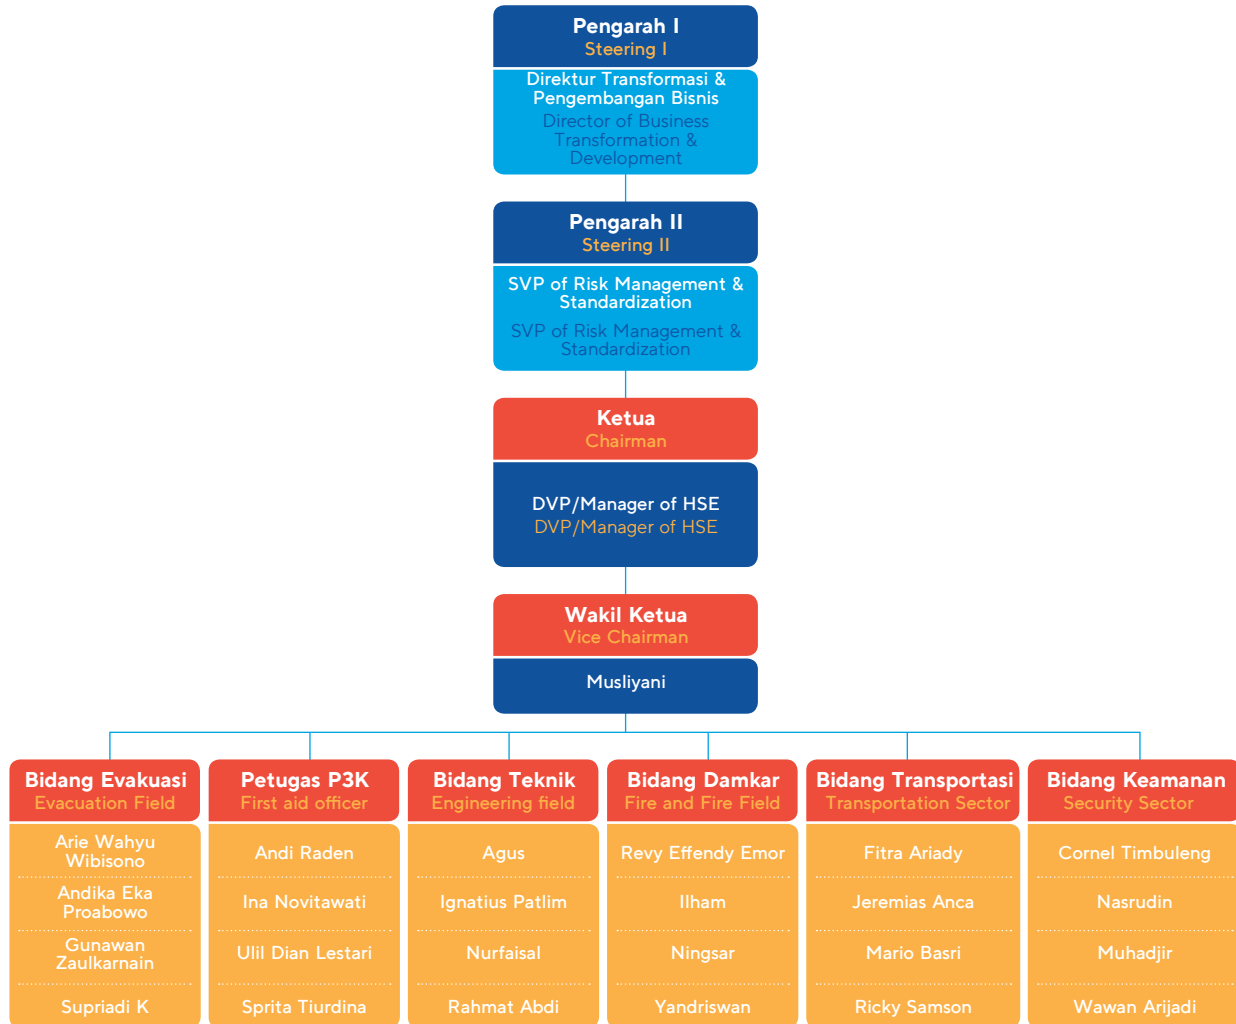 Pengarah I
Steering I
Direktur Transformasi &
Pengembangan Bisnis
Director of Business
Transformation &
Development
Pengarah II
Steering II
SVP of Risk Management &
Standardization
SVP of Risk Management &
Standardization
Ketua
Chairman
DVP/Manager of HSE
DVP/Manager of HSE
Wakil Ketua
Vice Chairman
Musliyani
Bidang Evakuasi
Evacuation Field
Arie Wahyu
Wibisono
Andika Eka
Proabowo
Gunawan
Zaulkarnain
Supriadi K
Petugas P3K
First aid officer
Andi Raden
Ina Novitawati
Ulil Dian Lestari
Sprita Tiurdina
Bidang Teknik
Engineering field
Agus
Ignatius Patlim
Nurfaisal
Rahmat Abdi
Bidang Damkar
Fire and Fire Field
Revy Effendy Emor
Ilham
Ningsar
Yandriswan
Bidang Transportasi
Transportation Sector
Fitra Ariady
Jeremias Anca
Mario Basri
Ricky Samson
Bidang Keamanan
Security Sector
Cornel Timbuleng
Nasrudin
Muhadjir
Wawan Arijadi